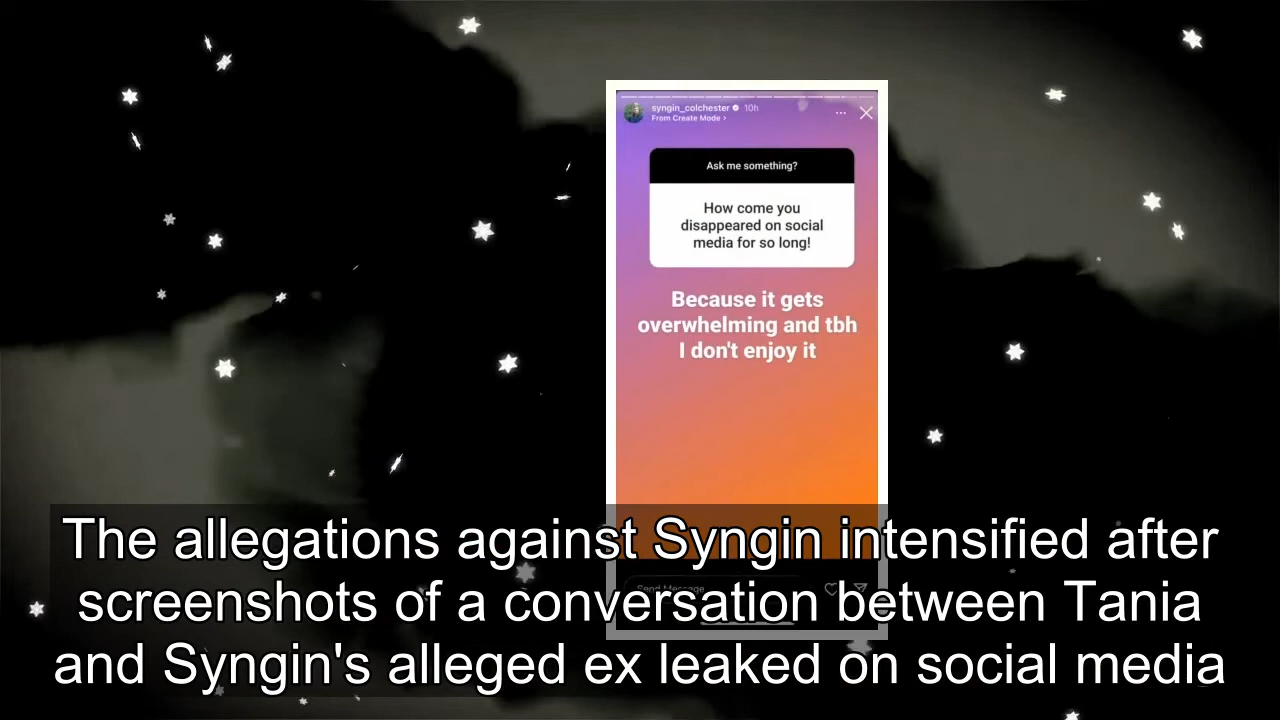 syngin_colchester 10h
From Create Mode >
Ask me something?
How come you
disappeared on social
media for so long!
Because it gets
overwhelming and tbh
I don't enjoy it
Send Message
The allegations against Syngin intensified after
screenshots of a conversation between Tania
and Syngin's alleged ex leaked on social media